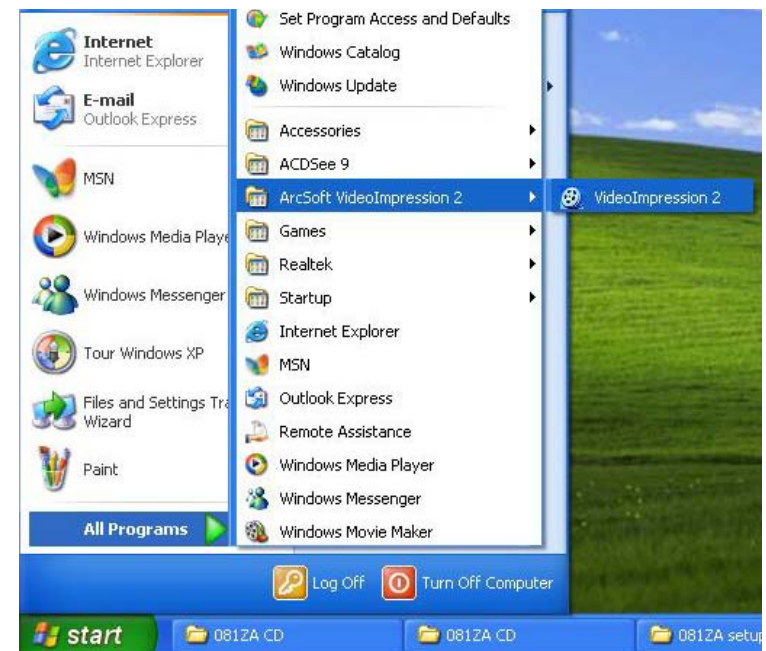 Internet
Internet Explorer
E-mail
Outlook Express
MSN
Windows Media Playe
Windows Messenger
Tour Windows XP
Files and Settings Tra
Wizard
Paint
All Programs
Set Program Access and Defaults
Windows Catalog
Windows Update
Accessories
ACDSee 9
ArcSoft VideoImpression 2
Games
Realtek
Startup
Internet Explorer
MSN
Outlook Express
Remote Assistance
Windows Media Player
Windows Messenger
Windows Movie Maker
VideoImpression 2
Log Off
Turn Off Computer
start
081ZA CD
081ZA CD
081ZA setup